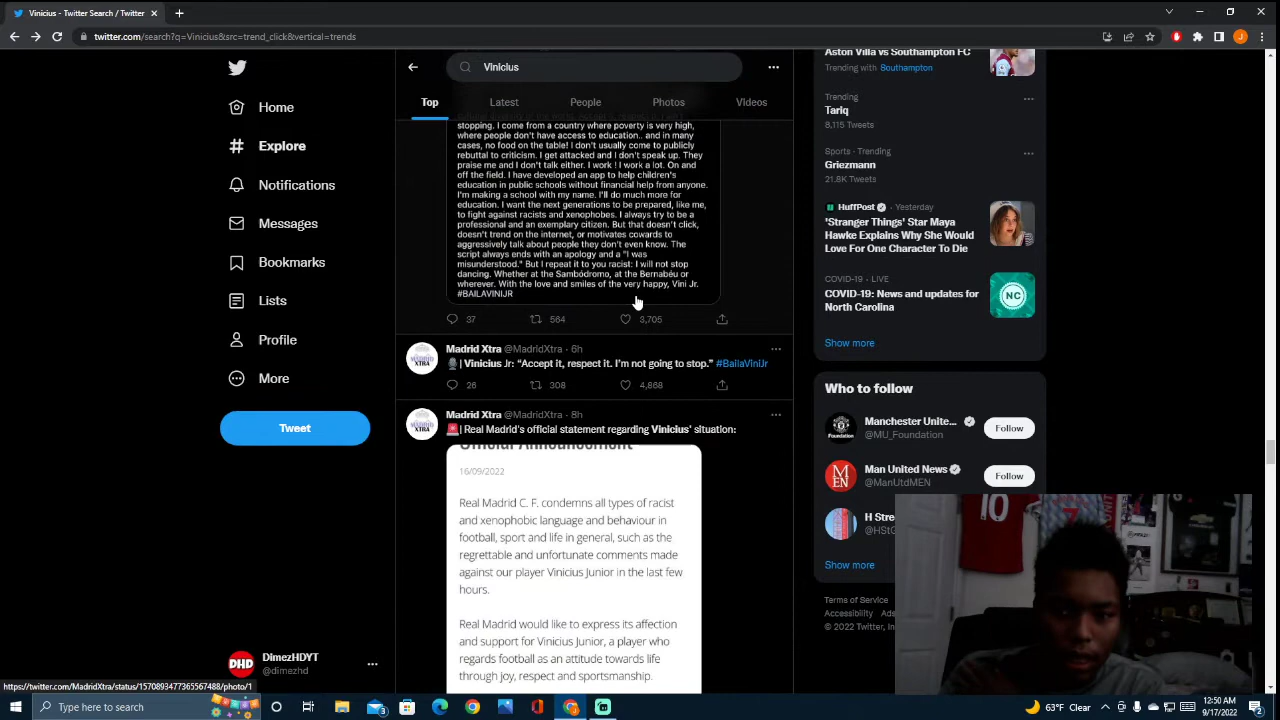 Vinicius - Twitter Search / Twitter
twitter.com/search?q=Vinicius&src=trend_click&vertical=trends
Home
Explore
Notifications
Messages
Bookmarks
Lists
Profile
More
Tweet
DHD
DimezHDYT
@dimezhd
Vinicius
Top
Latest
People
Photos
Videos
stopping. I come from a country where poverty is very high,
where people don't have access to education.. and in many
cases, no food on the table! I don't usually come to publicly
rebuttal to criticism. I get attacked and I don't speak up. They
praise me and I don't talk either. I work ! I work a lot. On and
off the field. I have developed an app to help children's
education in public schools without financial help from anyone.
I'm making a school with my name. I'll do much more for
education. I want the next generations to be prepared, like me,
to fight against racists and xenophobes. I always try to be a
professional and an exemplary citizen. But that doesn't click,
doesn't trend on the internet, or motivates cowards to
aggressively talk about people they don't even know. The
script always ends with an apology and a "I was
misunderstood." But I repeat it to you racist: I will not stop
dancing. Whether at the Sambódromo, at the Bernabéu or
wherever. With the love and smiles of the very happy, Vini Jr.
#BAILAVINIJR
37
564
3,705
Madrid Xtra @MadridXtra · 6h
| Vinicius Jr: “Accept it, respect it. I'm not going to stop.” #BailaViniJr
26
308
4,868
Madrid Xtra @MadridXtra · 8h
| Real Madrid's official statement regarding Vinicius' situation:
Official Announcement
16/09/2022
Real Madrid C. F. condemns all types of racist
and xenophobic language and behaviour in
football, sport and life in general, such as the
regrettable and unfortunate comments made
against our player Vinicius Junior in the last few
hours.
Real Madrid would like to express its affection
and support for Vinicius Junior, a player who
regards football as an attitude towards life
through joy, respect and sportsmanship.
Aston Villa vs Southampton FC
Trending with Southampton
Trending
Tariq
8,115 Tweets
Sports · Trending
Griezmann
21.8K Tweets
HuffPost · Yesterday
'Stranger Things' Star Maya
Hawke Explains Why She Would
Love For One Character To Die
COVID-19 · LIVE
COVID-19: News and updates for
North Carolina
NC
Show more
Who to follow
Manchester Unite...
@MU_Foundation
Follow
Man United News
@ManUtdMEN
Follow
H Stre
@HStG
Show more
Terms of Service
Accessibility Ads
© 2022 Twitter, In
10
https://twitter.com/MadridXtra/status/1570893477365567488/photo/1
Type here to search
63°F Clear
12:50 AM
9/17/2022